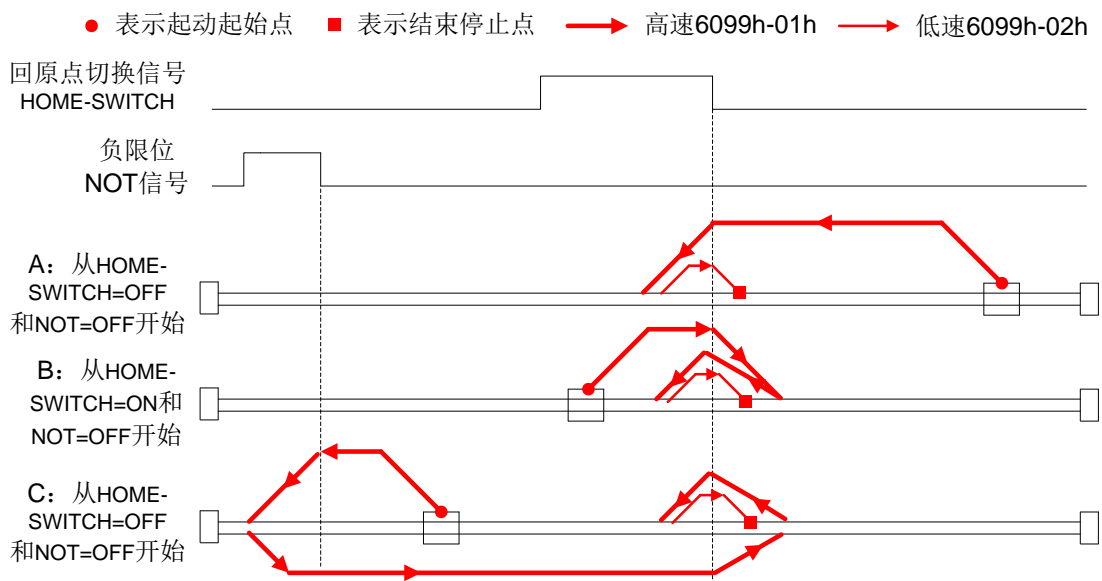 表示起动起始点 表示结束停止点 高速6099h-01h 低速6099h-02h
回原点切换信号
HOME-SWITCH
负限位
NOT信号
A：从HOME-
SWITCH=OFF
和NOT=OFF开始
B：从HOME-
SWITCH=ON和
NOT=OFF开始
C：从HOME-
SWITCH=OFF
和NOT=OFF开始